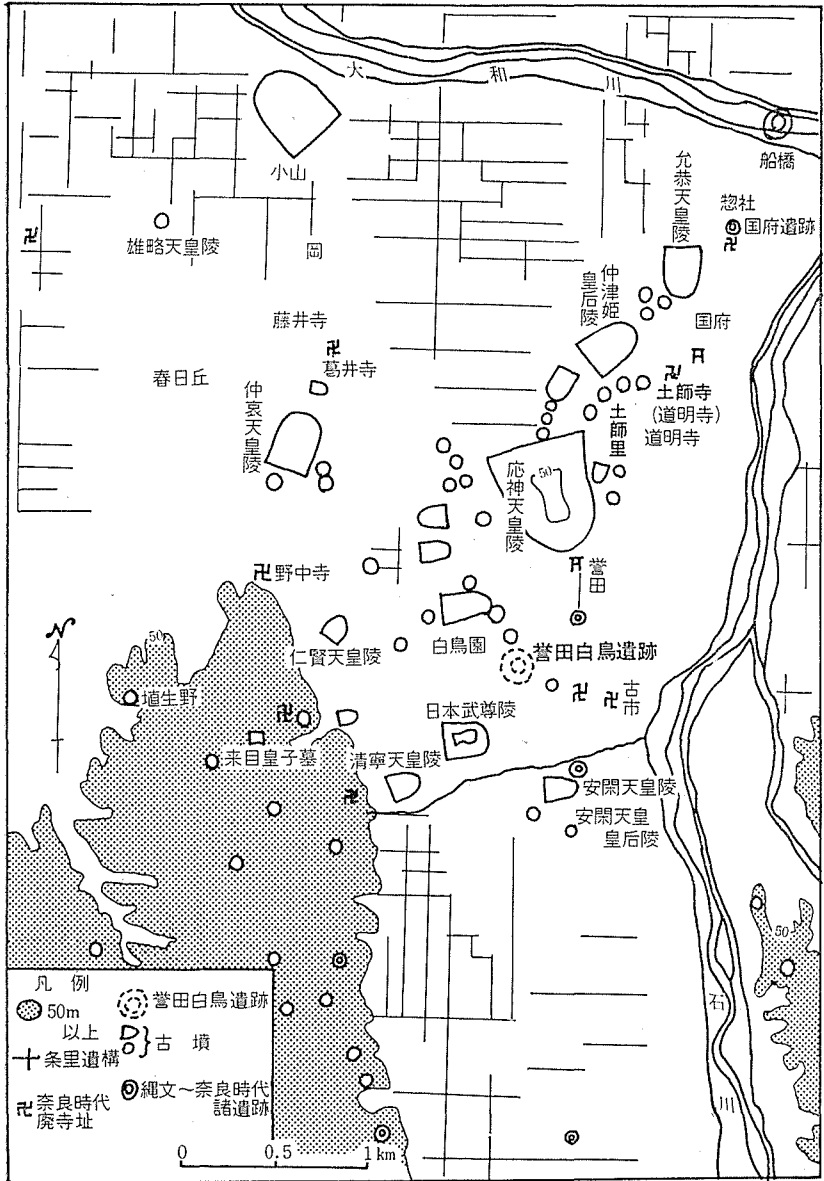 大和川
小山
船橋
允恭天皇陵
惣社
国府遺跡
雄略天皇陵
岡
仲津姫
皇后陵
藤井寺
国府
葛井寺
春日丘
土師寺
(道明寺)
道明寺
土師里
仲哀天皇陵
応神天皇陵
50
野中寺
誉田
50
仁賢天皇陵
白鳥園
誉田白鳥遺跡
埴生野
古市
日本武尊陵
来目皇子墓
清寧天皇陵
安閑天皇陵
安閑天皇
皇后陵
N
50
石川
凡例
50m
以上
誉田白鳥遺跡
古墳
条里遺構
奈良時代
廃寺址
縄文~奈良時代
諸遺跡
0 0.5 1km